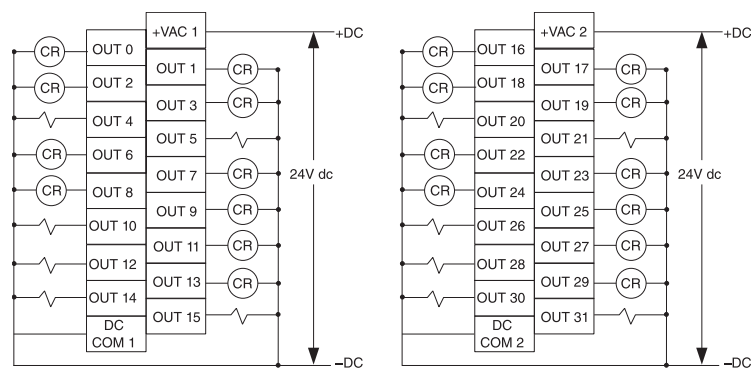 +VAC 1
+DC
CR
OUT 0
OUT 1
CR
CR
OUT 2
OUT 3
CR
OUT 4
OUT 5
CR
OUT 6
OUT 7
CR
24V dc
CR
OUT 8
OUT 9
CR
OUT 10
OUT 11
CR
OUT 12
OUT 13
CR
OUT 14
OUT 15
DC
COM 1
–DC
+VAC 2
+DC
CR
OUT 16
OUT 17
CR
CR
OUT 18
OUT 19
CR
OUT 20
OUT 21
CR
OUT 22
OUT 23
CR
24V dc
CR
OUT 24
OUT 25
CR
OUT 26
OUT 27
CR
OUT 28
OUT 29
CR
OUT 30
OUT 31
DC
COM 2
–DC